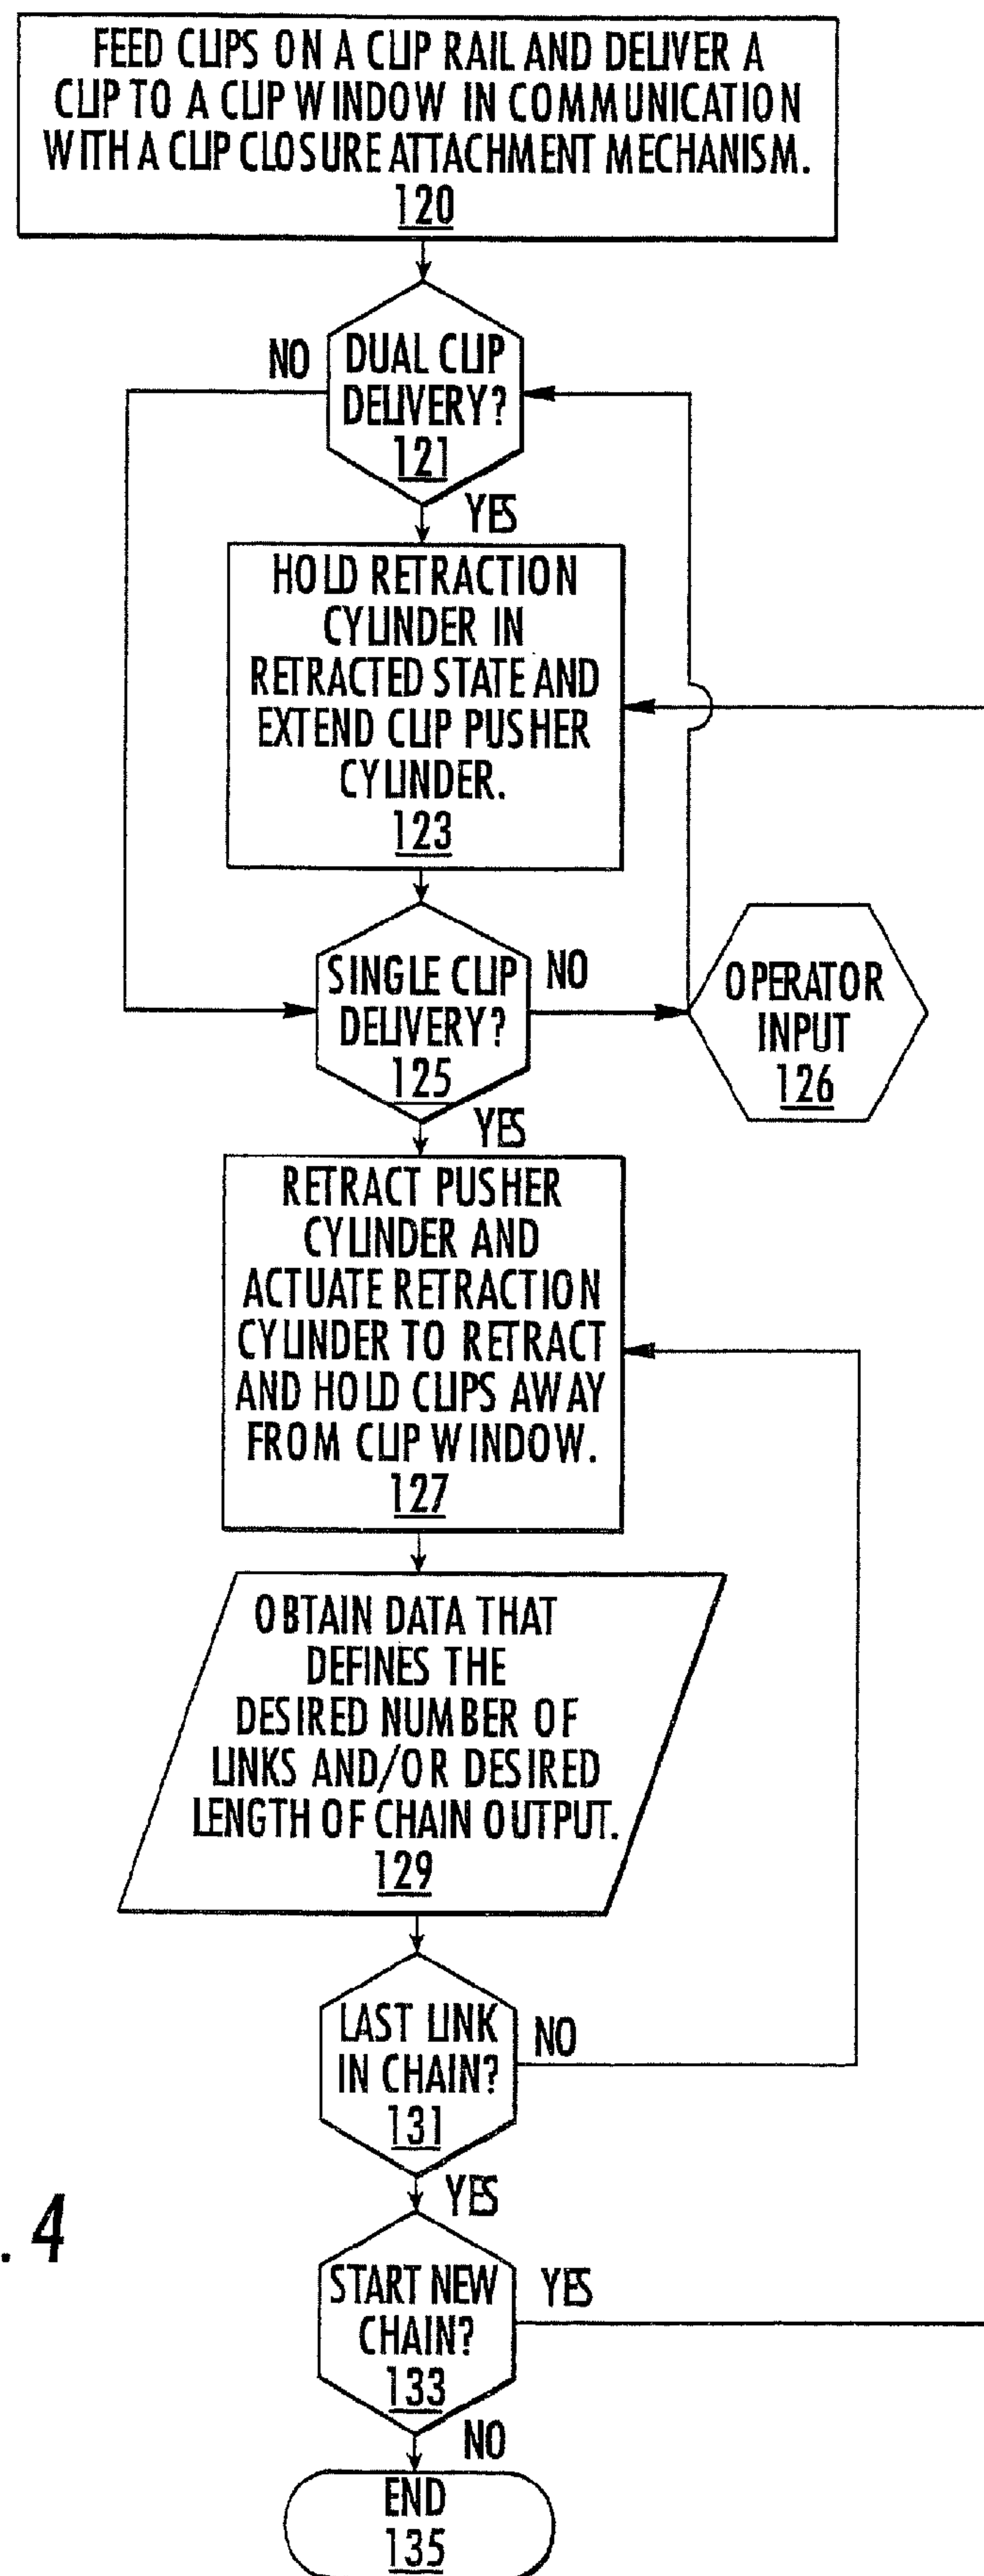 FEED CLIPS ON A CLIP RAIL AND DELIVER A
CLIP TO A CLIP WINDOW IN COMMUNICATION
WITH A CLIP CLOSURE ATTACHMENT MECHANISM.
120
NO
DUAL CLIP
DELIVERY?
121
YES
HOLD RETRACTION
CYLINDER IN
RETRACTED STATE AND
EXTEND CLIP PUSHER
CYLINDER.
123
SINGLE CLIP
DELIVERY?
125
NO
OPERATOR
INPUT
126
YES
RETRACT PUSHER
CYLINDER AND
ACTUATE RETRACTION
CYLINDER TO RETRACT
AND HOLD CLIPS AWAY
FROM CLIP WINDOW.
127
OBTAIN DATA THAT
DEFINES THE
DESIRED NUMBER OF
LINKS AND/OR DESIRED
LENGTH OF CHAIN OUTPUT.
129
LAST LINK
IN CHAIN?
131
NO
YES
. 4
START NEW
CHAIN?
133
YES
NO
END
135